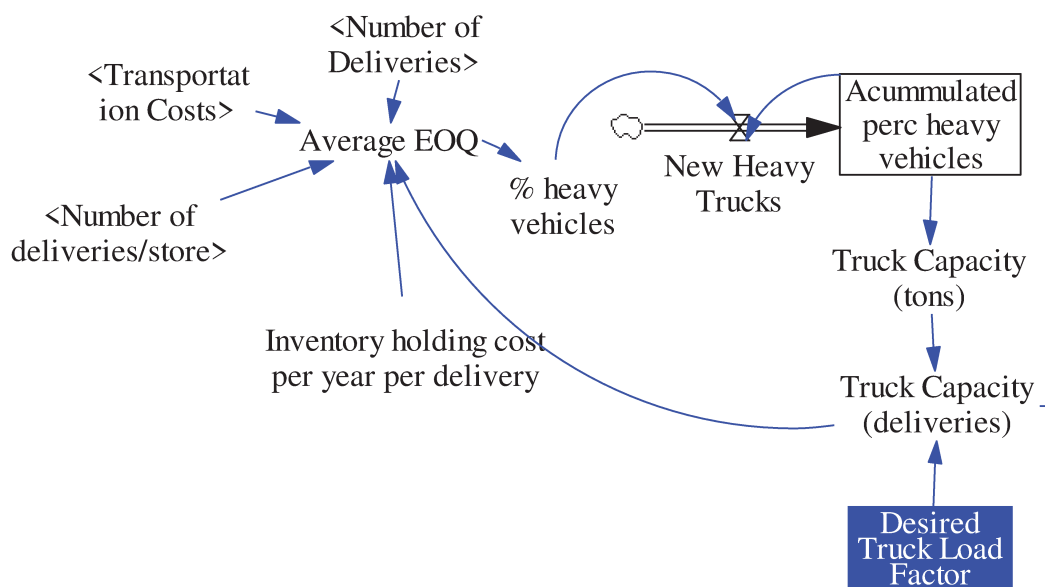 <Number of
Deliveries>
<Transportat
ion Costs>
Average EOQ
% heavy
vehicles
New Heavy
Trucks
Acummulated
perc heavy
vehicles
<Number of
deliveries/store>
Truck Capacity
(tons)
Inventory holding cost
per year per delivery
Truck Capacity
(deliveries)
Desired
Truck Load
Factor